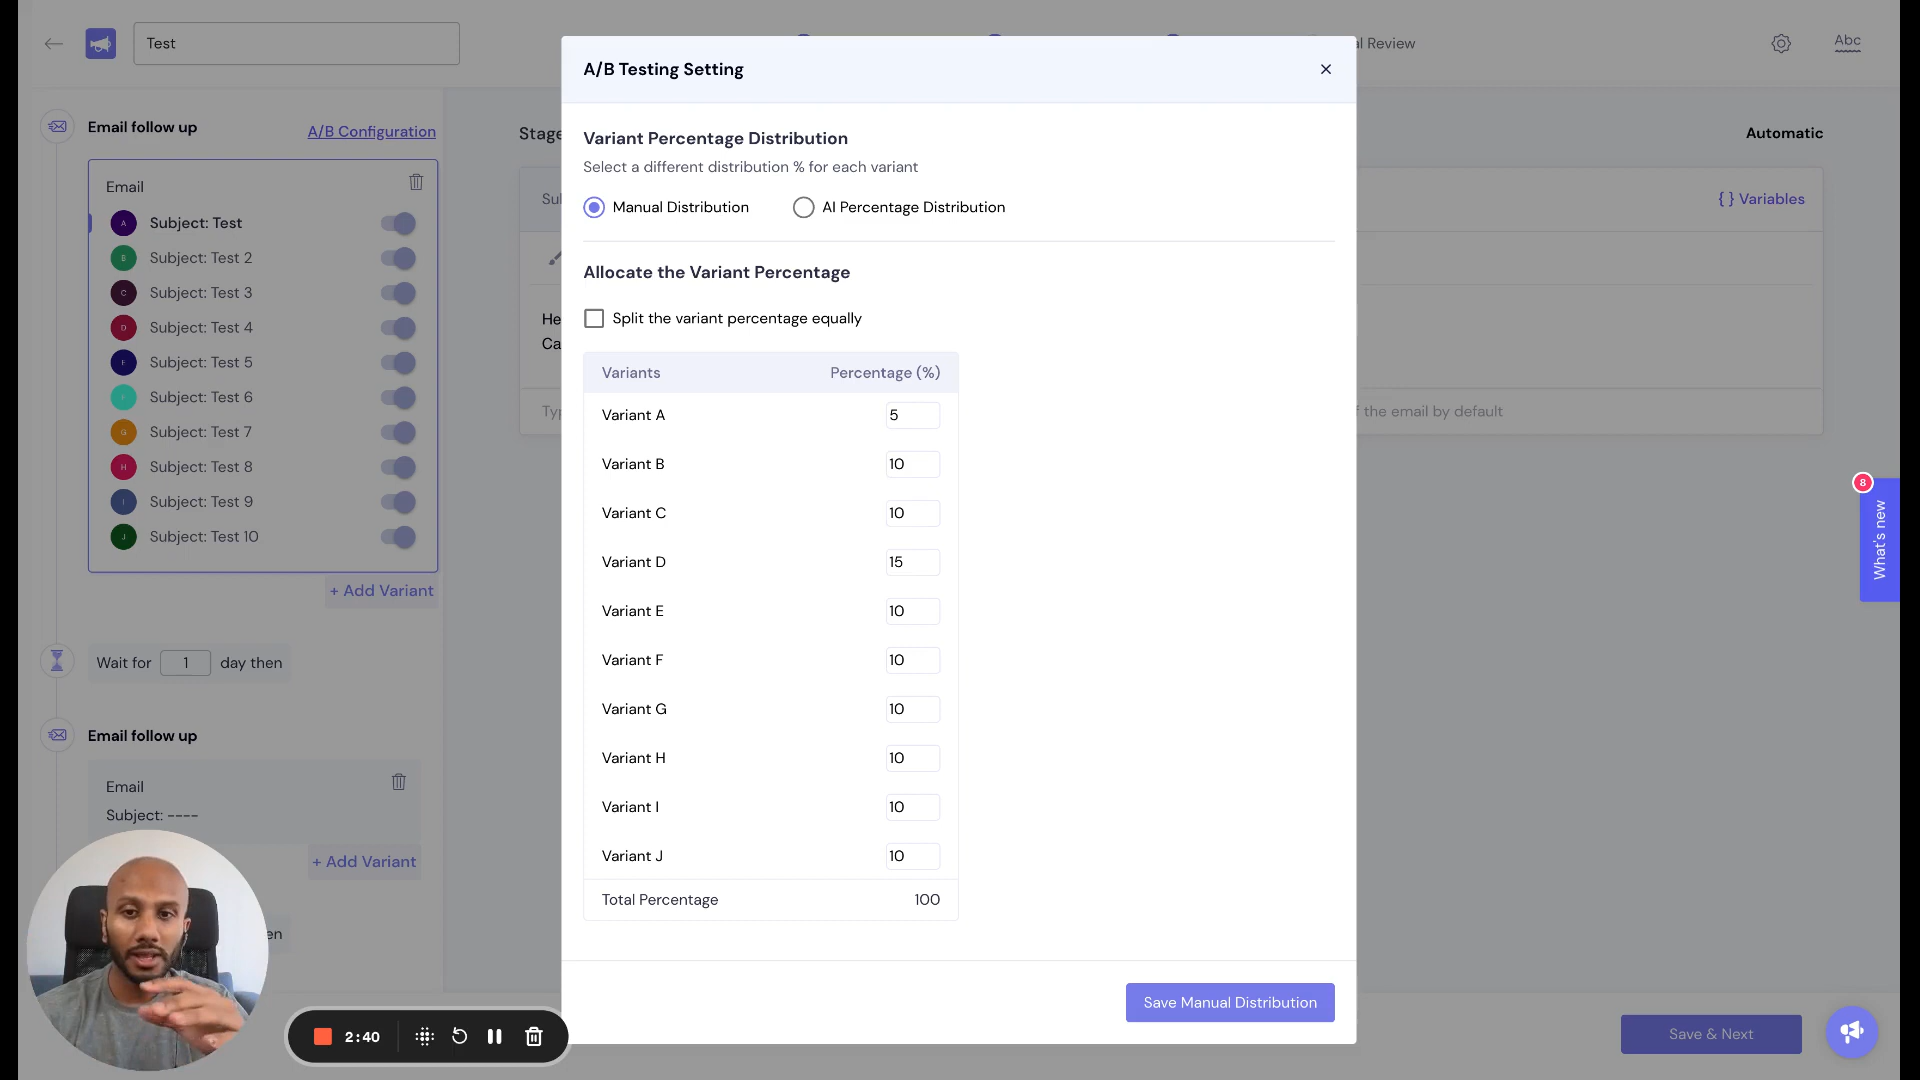 Test
al Review
Abc
A/B Testing Setting
Email follow up
A/B Configuration
Stage
Automatic
Variant Percentage Distribution
Select a different distribution % for each variant
Manual Distribution
AI Percentage Distribution
Email
A
Subject: Test
B
Subject: Test 2
C
Subject: Test 3
D
Subject: Test 4
E
Subject: Test 5
Subject: Test 6
G
Subject: Test 7
H
Subject: Test 8
I
Subject: Test 9
J
Subject: Test 10
+ Add Variant
Wait for 1 day then
Email follow up
Email
Subject: ----
+ Add Variant
en
Su
{ } Variables
He
Ca
Typ
f the email by default
Allocate the Variant Percentage
Split the variant percentage equally
Variants Percentage (%)
Variant A 5
Variant B 10
Variant C 10
Variant D 15
Variant E 10
Variant F 10
Variant G 10
Variant H 10
Variant I 10
Variant J 10
Total Percentage 100
Save Manual Distribution
8
What's new
2:40
Save & Next